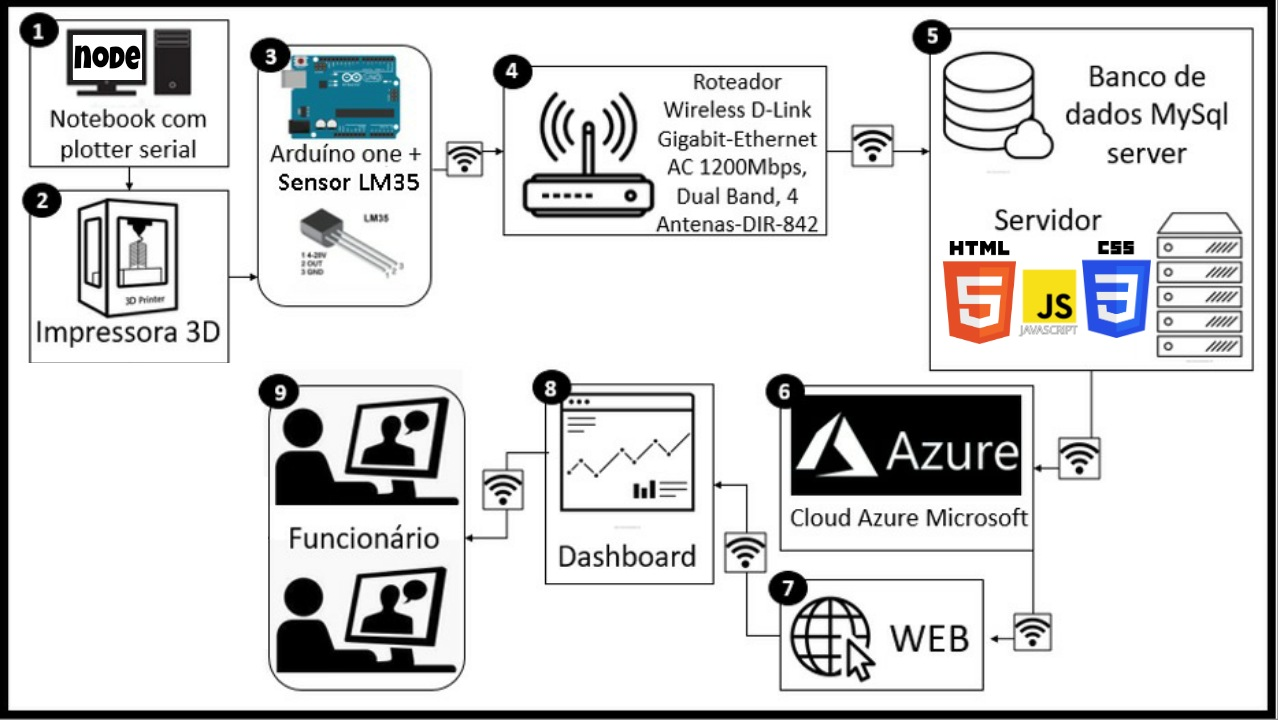 1
node
Notebook com
plotter serial
2
3D Printer
Impressora 3D
3
Arduíno one +
Sensor LM35
LM35
1 4-20V
2 OUT
3 GND
1 2 3
4
Roteador
Wireless D-Link
Gigabit-Ethernet
AC 1200Mbps,
Dual Band, 4
Antenas-DIR-842
5
Banco de
dados MySql
server
Servidor
HTML
5
JS
JAVASCRIPT
CSS
3
6
Azure
Cloud Azure Microsoft
7
WEB
8
Dashboard
9
Funcionário